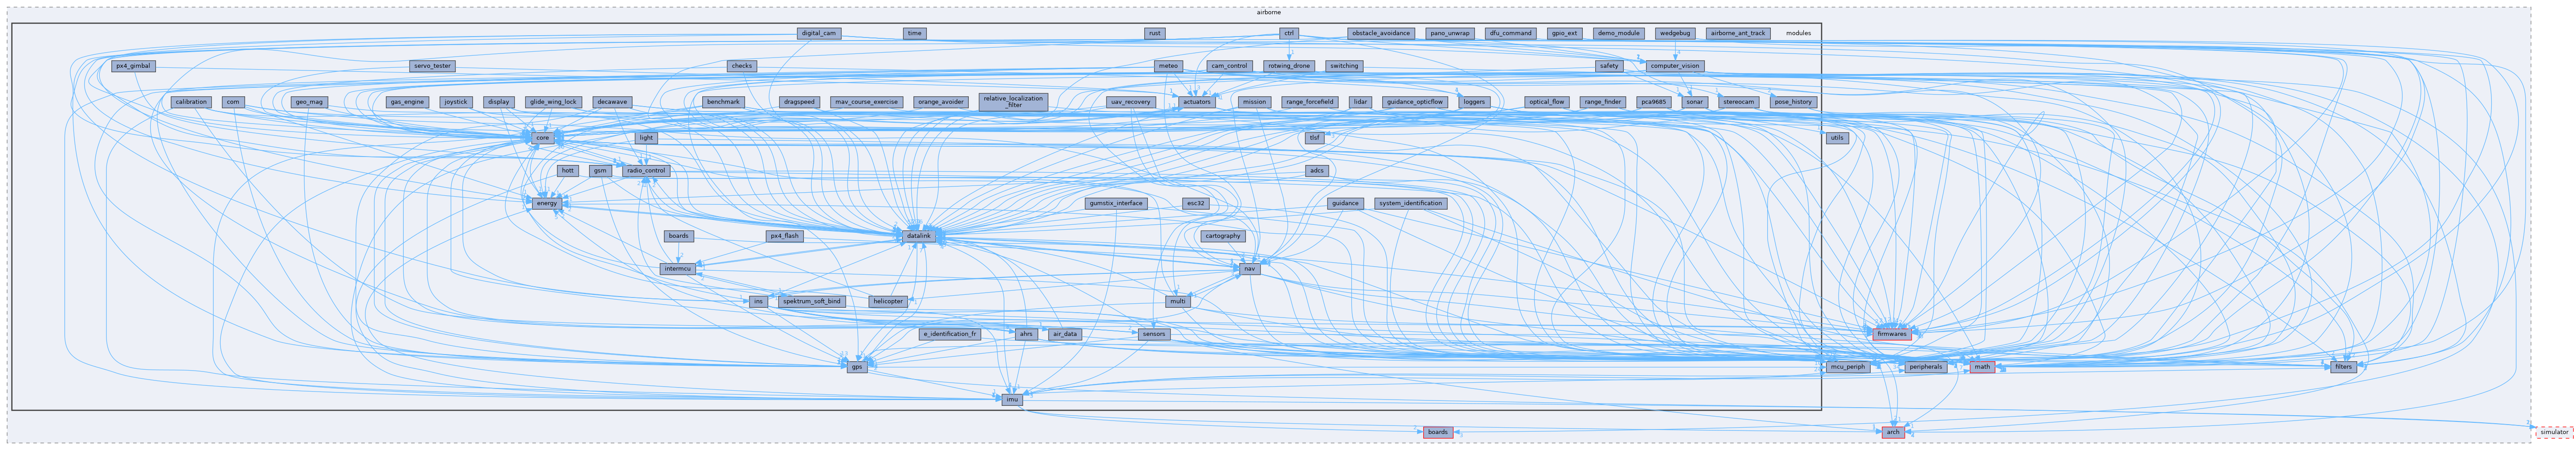 airborne
digital_cam
time
rust
ctrl
obstacle_avoidance
pano_unwrap
dfu_command
gpio_ext
demo_module
wedgebug
airborne_ant_track
modules
px4_gimbal
servo_tester
checks
meteo
cam_control
rotwing_drone
switching
safety
computer_vision
calibration
com
geo_mag
gas_engine
joystick
display
glide_wing_lock
decawave
benchmark
dragspeed
mav_course_exercise
orange_avoider
relative_localization
_filter
uav_recovery
actuators
mission
range_forcefield
lidar
guidance_opticflow
loggers
optical_flow
range_finder
pca9685
sonar
stereocam
pose_history
core
light
tlsf
utils
hott
gsm
radio_control
adcs
energy
gumstix_interface
esc32
guidance
system_identification
boards
px4_flash
datalink
cartography
intermcu
nav
ins
spektrum_soft_bind
helicopter
multi
e_identification_fr
ahrs
air_data
sensors
firmwares
gps
mcu_periph
peripherals
math
filters
imu
boards
arch
simulator